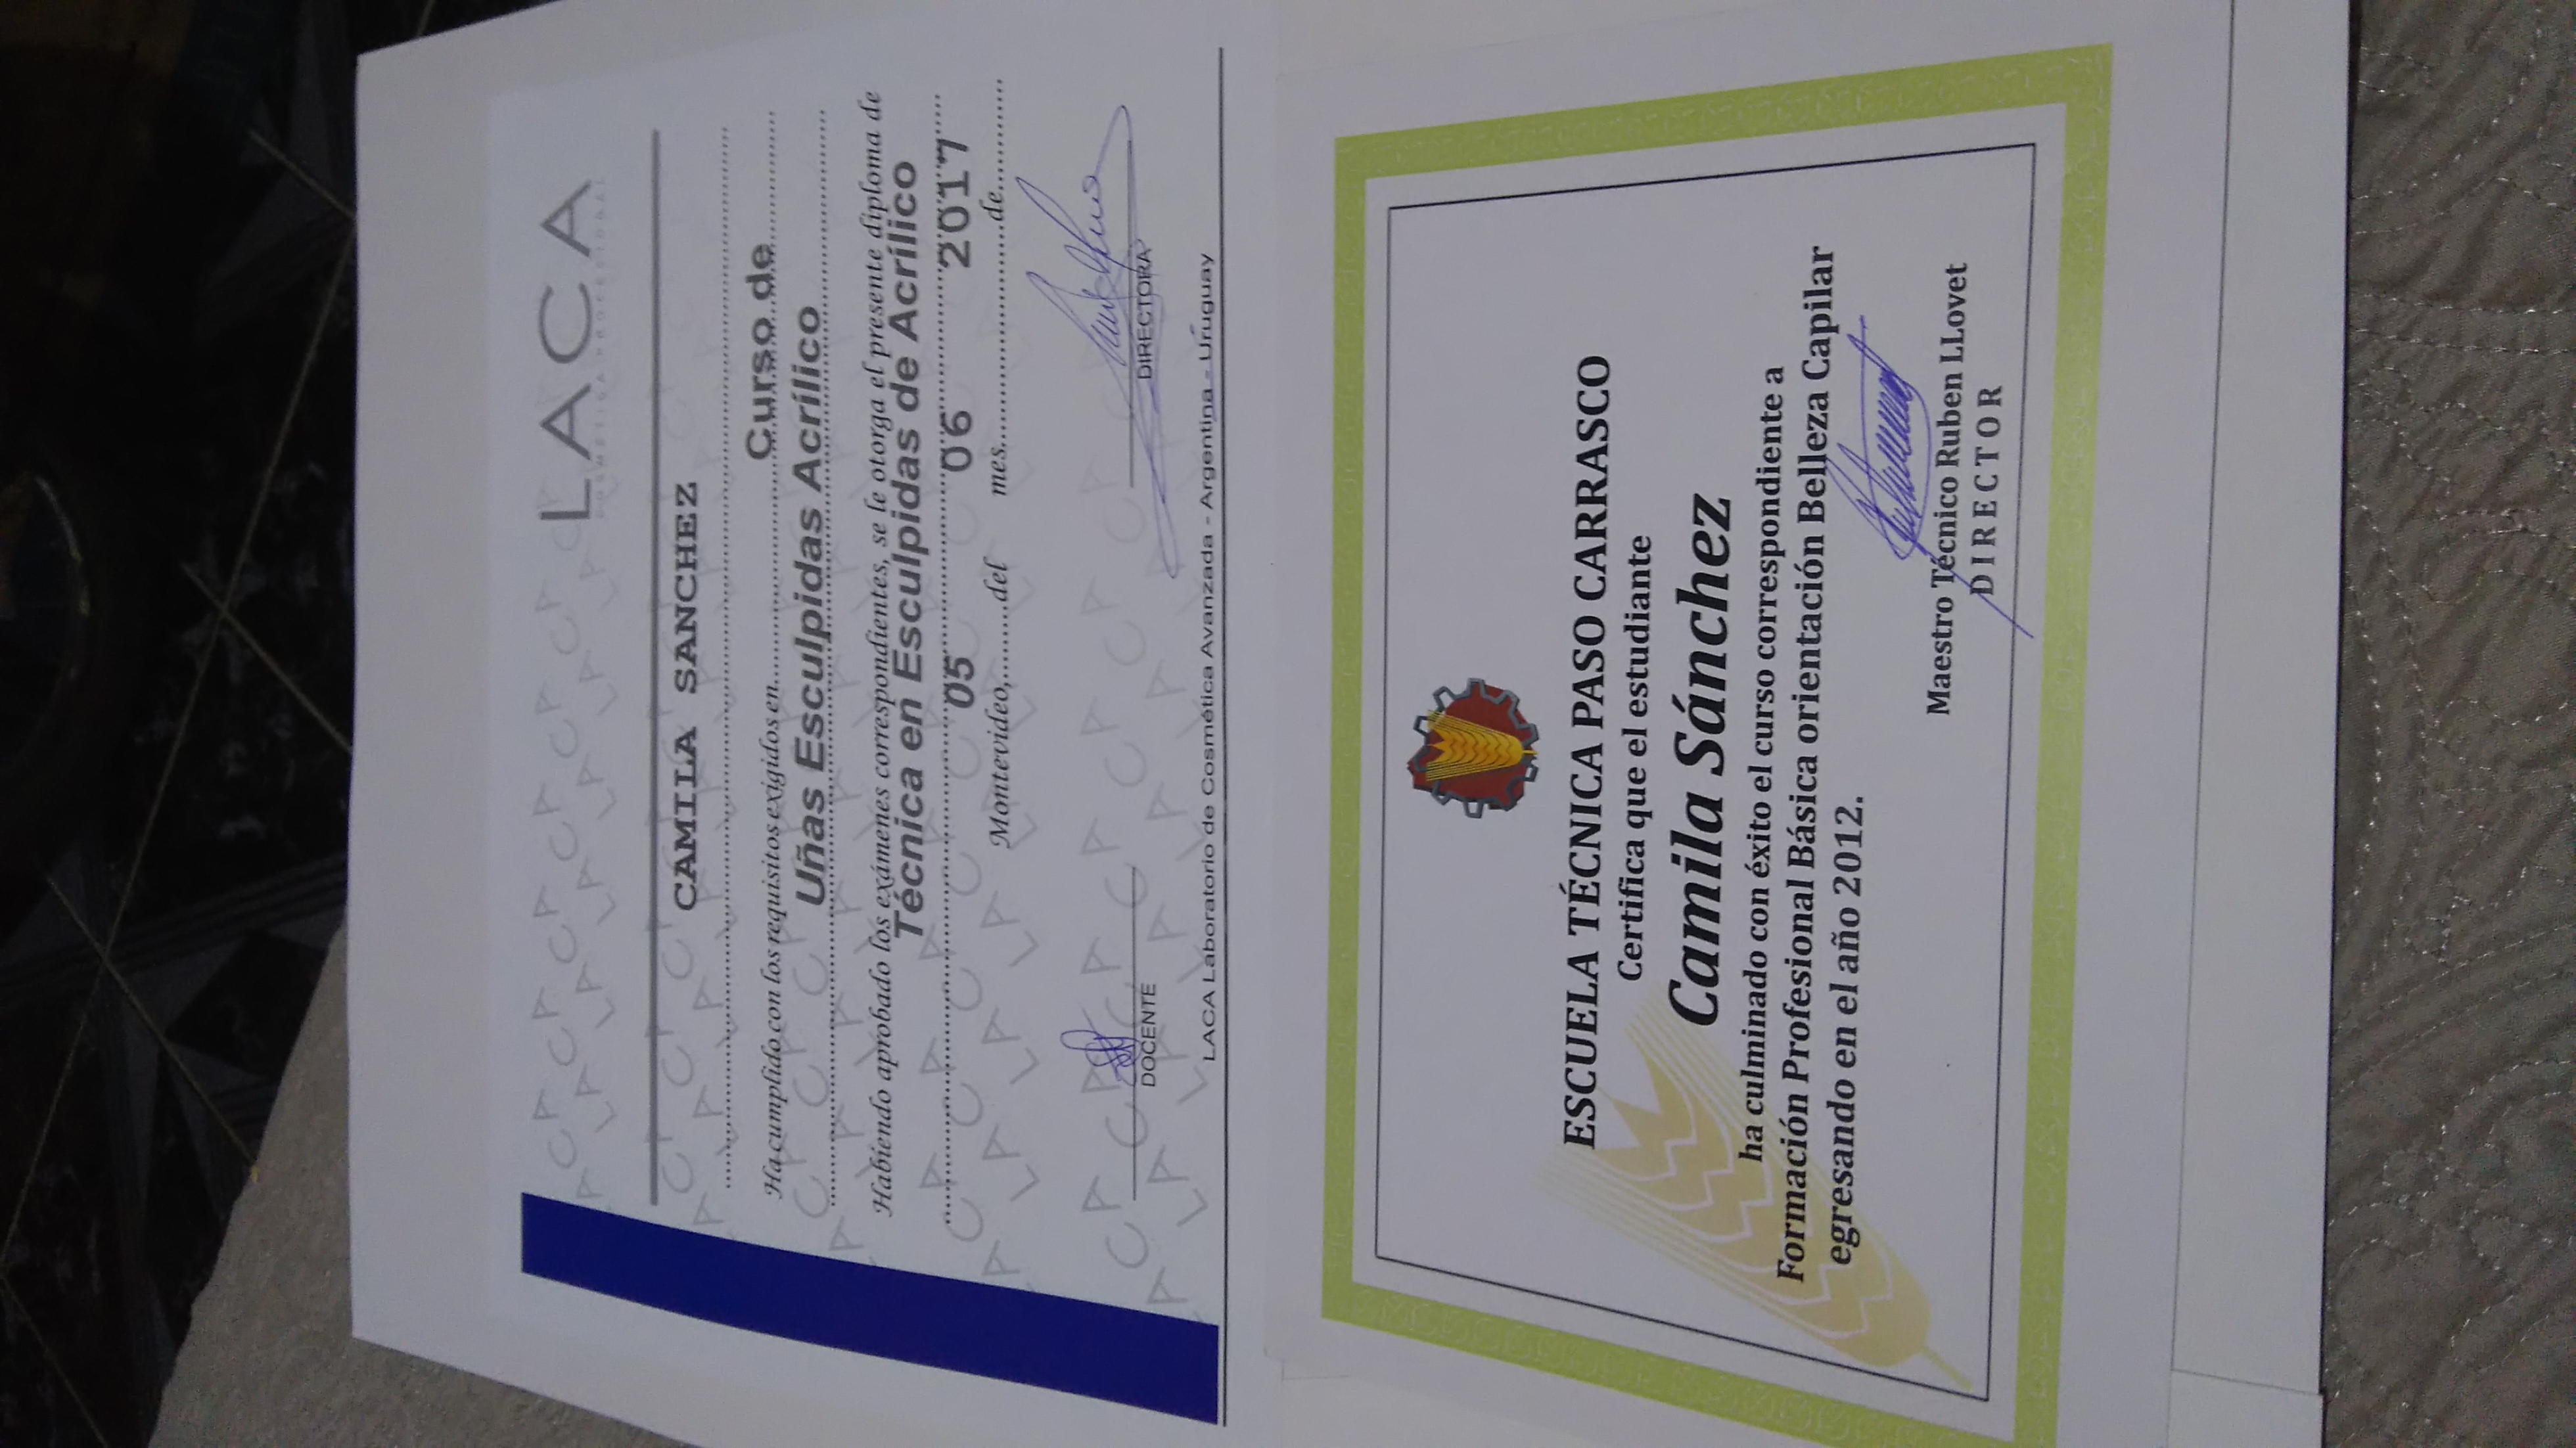 LACA
COSMETICA PROFESIONAL
CAMILA SANCHEZ
Ha cumplido con los requisitos exigidos en......................Curso de..............
Uñas Esculpidas Acrílico
Habiendo aprobado los exámenes correspondientes, se le otorga el presente diploma de
Técnica en Esculpidas de Acrílico
05 06 2017
Montevideo,.........del mes.........................de.............
DOCENTE DIRECTORA
LACA Laboratorio de Cosmética Avanzada - Argentina - Uruguay
ESCUELA TÉCNICA PASO CARRASCO
Certifica que el estudiante
Camila Sánchez
ha culminado con éxito el curso correspondiente a
Formación Profesional Básica orientación Belleza Capilar
egresando en el año 2012.
Maestro Técnico Ruben LLovet
DIRECTOR